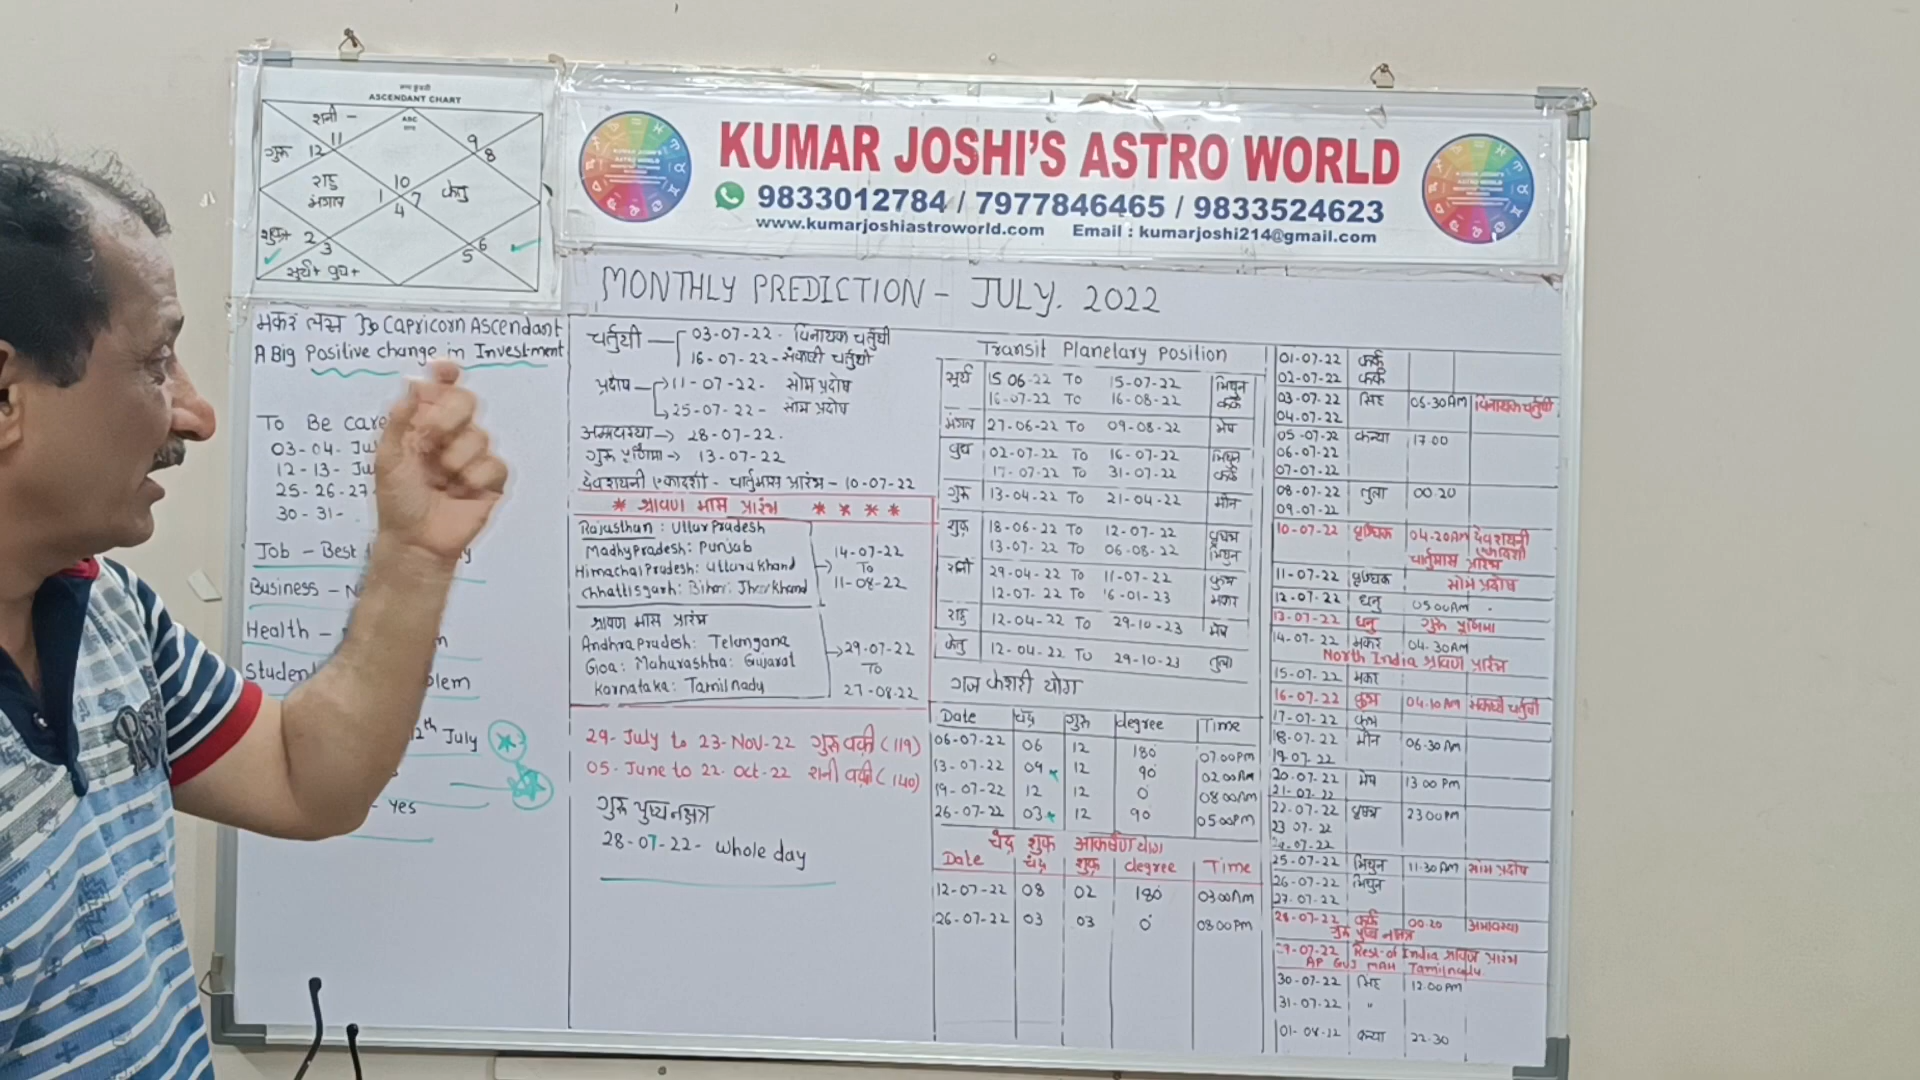 ASCENDANT CHART
ASC
शनी -
11
9
8
गुरु 12
राहु
मंगल
1
10
7
4
केतु
शुक्र+ 2
3
सूर्य+ बुध+
6
5
KUMAR JOSHI'S ASTRO WORLD
9833012784 / 7977846465 / 9833524623
www.kumarjoshiastroworld.com Email : kumarjoshi214@gmail.com
MONTHLY PREDICTION - JULY. 2022
मकर लग्न Capricorn Ascendant
A Big Positive change in Investment
To Be
03-04-
12-13-
25-26-27
30-31-
Job - Best
Business -
Health -
Student
12th July
- Yes
चर्तुथी
03-07-22 - विनायक चर्तुथी
16-07-22 - संकष्टी चर्तुथी
प्रदोष
11-07-22- सोम प्रदोष
25-07-22 - सोम प्रदोष
अमावस्या → 28-07-22.
गुरु पूर्णिमा → 13-07-22
देवशयनी एकादशी - चार्तुमास प्रारंभ - 10-07-22
* श्रावण मास प्रारंभ * * * *
Rajasthan : Uttar Pradesh
Madhy Pradesh : Punjab
Himachal Pradesh : Uttarakhand
Chhattisgarh : Bihar : Jharkhand
14-07-22
To
11-08-22
श्रावण मास प्रारंभ
Andhra Pradesh : Telangana
Goa : Maharashtra : Gujarat
Karnataka : Tamilnadu
29-07-22
To
27-08-22
29- July to 23-Nov-22 गुरु वक्री (119)
05- June to 22-Oct-22 शनी वक्री (140)
गुरु पुष्य नक्षत्र
28-07-22- whole day
Transit Planetary Position
सूर्य 15.06-22 To 15-07-22 मिथुन
16-07-22 To 16-08-22 कर्क
मंगल 27-06-22 To 09-08-22 मेष
बुध 02-07-22 To 16-07-22 मिथुन
17-07-22 To 31-07-22 कर्क
गुरु 13-04-22 To 21-04-22 मीन
शुक्र 18-06-22 To 12-07-22 वृषभ
13-07-22 To 06-08-22 मिथुन
शनी 29-04-22 To 11-07-22 कुंभ
12-07-22 To 16-01-23 मकर
राहु 12-04-22 To 29-10-23 मेष
केतु 12-04-22 To 29-10-23 तुला
गज केशरी योग
Date चंद्र गुरु degree Time
06-07-22 06 12 180 07 00PM
13-07-22 09 12 90 02 00AM
19-07-22 12 12 0 08 00AM
26-07-22 03 12 90 05 00PM
चंद्र शुक्र आकर्षण योग
Date चंद्र शुक्र degree Time
12-07-22 08 02 180 03 00Am
26-07-22 03 03 0 08 00PM
01-07-22 कर्क
02-07-22 कर्क
03-07-22 सिंह 05-30AM विनायक चर्तुथी
04-07-22
05-07-22 कन्या 17.00
06-07-22
07-07-22
08-07-22 तुला 00.20
09-07-22
10-07-22 वृश्चिक 04-20AM देवशयनी एकादशी
चार्तुमास प्रारंभ
11-07-22 वृश्चिक सोम प्रदोष
12-07-22 धनु 05 00AM
13-07-22 धनु गुरु पूर्णिमा
14-07-22 मकर 04.30AM
North India श्रावण प्रारंभ
15-07-22 मकर
16-07-22 कुंभ 04.10AM संकष्टी चर्तुथी
17-07-22 कुंभ
18-07-22 मीन 06-30AM
19-07-22
20-07-22 मेष 13 00 Pm
21-07-22
22-07-22 वृषभ 23 00PM
23 07-22
24-07-22
25-07-22 मिथुन 11-30AM सोम प्रदोष
26-07-22 मिथुन
27-07-22
28-07-22 कर्क 00.20 अमावस्या
गुरु पुष्य नक्षत्र
29-07-22 Rest of India श्रावण प्रारंभ
AP GUJ MAH Tamilnadu
30-07-22 सिंह 12.00PM
31-07-22 "
01-08-22 कन्या 22.30